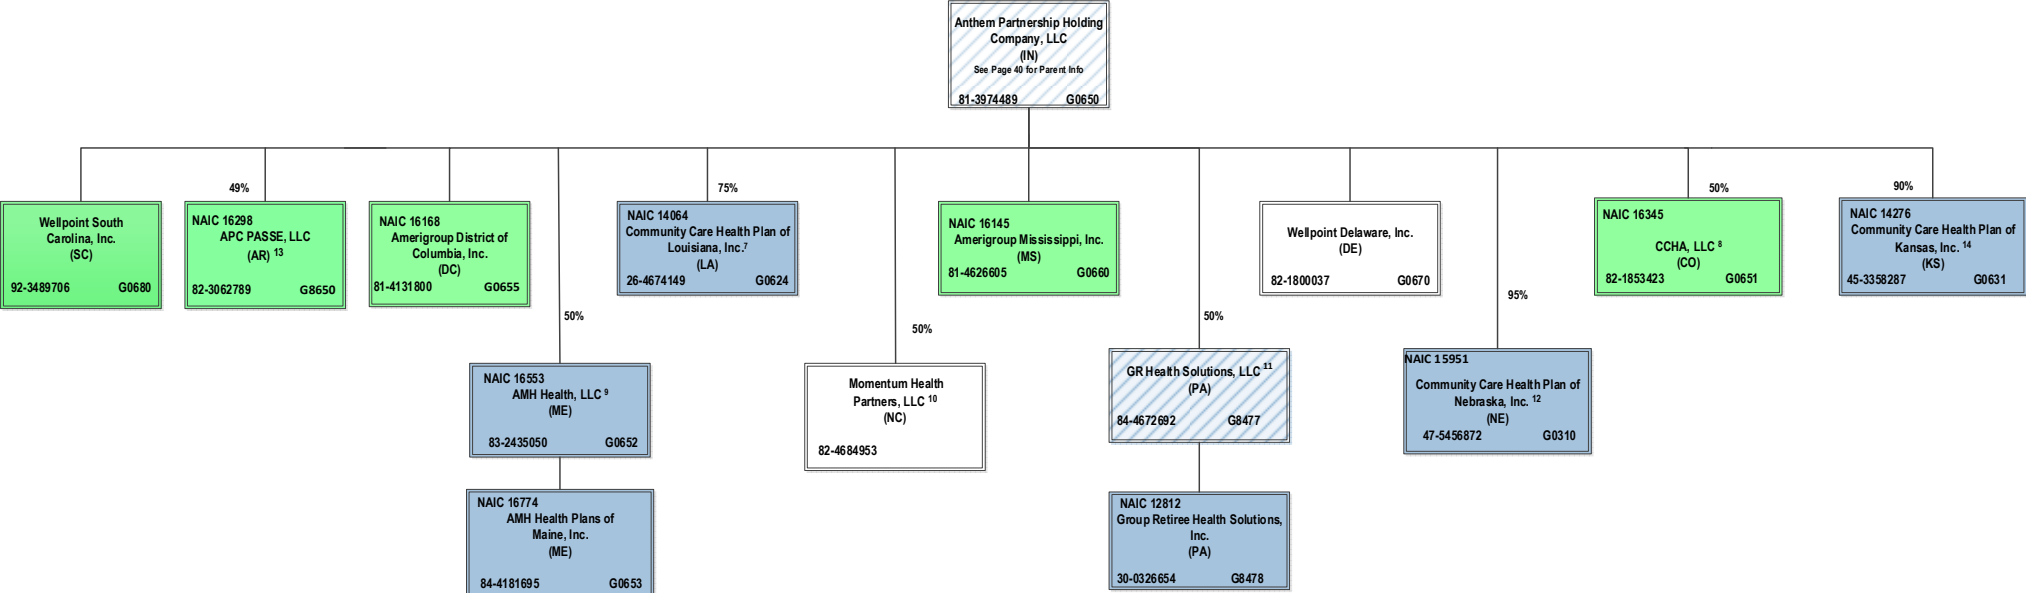 Anthem Partnership Holding
Company, LLC
(IN)
See Page 40 for Parent Info
81-3974489 G0650
49%
75%
50%
90%
Wellpoint South
Carolina, Inc.
(SC)
92-3489706 G0680
NAIC 16298
APC PASSE, LLC
(AR) 13
82-3062789 G8650
NAIC 16168
Amerigroup District of
Columbia, Inc.
(DC)
81-4131800 G0655
NAIC 14064
Community Care Health Plan of
Louisiana, Inc.7
(LA)
26-4674149 G0624
NAIC 16145
Amerigroup Mississippi, Inc.
(MS)
81-4626605 G0660
Wellpoint Delaware, Inc.
(DE)
82-1800037 G0670
NAIC 16345
CCHA, LLC 8
(CO)
82-1853423 G0651
NAIC 14276
Community Care Health Plan of
Kansas, Inc. 14
(KS)
45-3358287 G0631
50%
50%
50%
95%
NAIC 16553
AMH Health, LLC 9
(ME)
83-2435050 G0652
Momentum Health
Partners, LLC 10
(NC)
82-4684953
GR Health Solutions, LLC 11
(PA)
84-4672692 G8477
NAIC 15951
Community Care Health Plan of
Nebraska, Inc. 12
(NE)
47-5456872 G0310
NAIC 16774
AMH Health Plans of
Maine, Inc.
(ME)
84-4181695 G0653
NAIC 12812
Group Retiree Health Solutions,
Inc.
(PA)
30-0326654 G8478